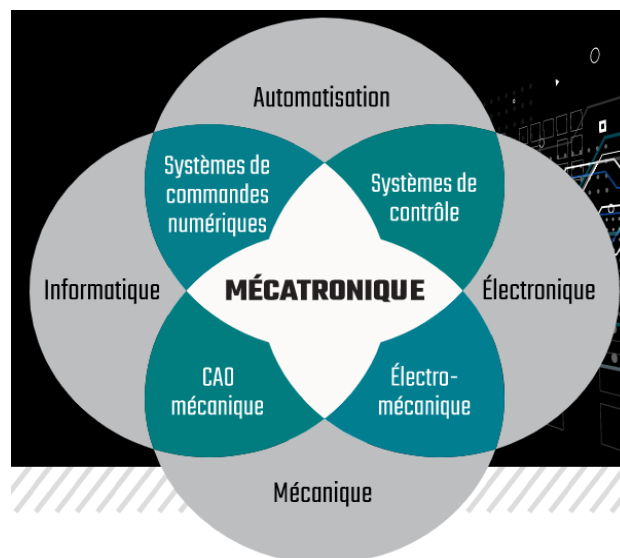 Automatisation
Systèmes de
commandes
numériques
Systèmes de
contrôle
Informatique
MÉCATRONIQUE
Électronique
CAO
mécanique
Électro-
mécanique
Mécanique